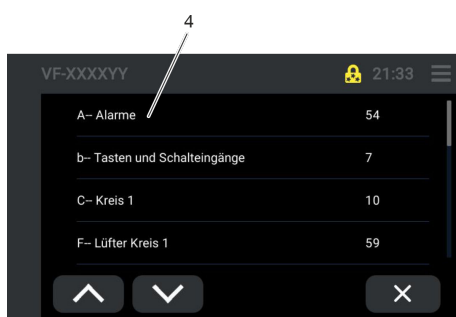 4
VF-XXXXYY 21:33
A-- Alarme 54
b-- Tasten und Schalteingänge 7
C-- Kreis 1 10
F-- Lüfter Kreis 1 59